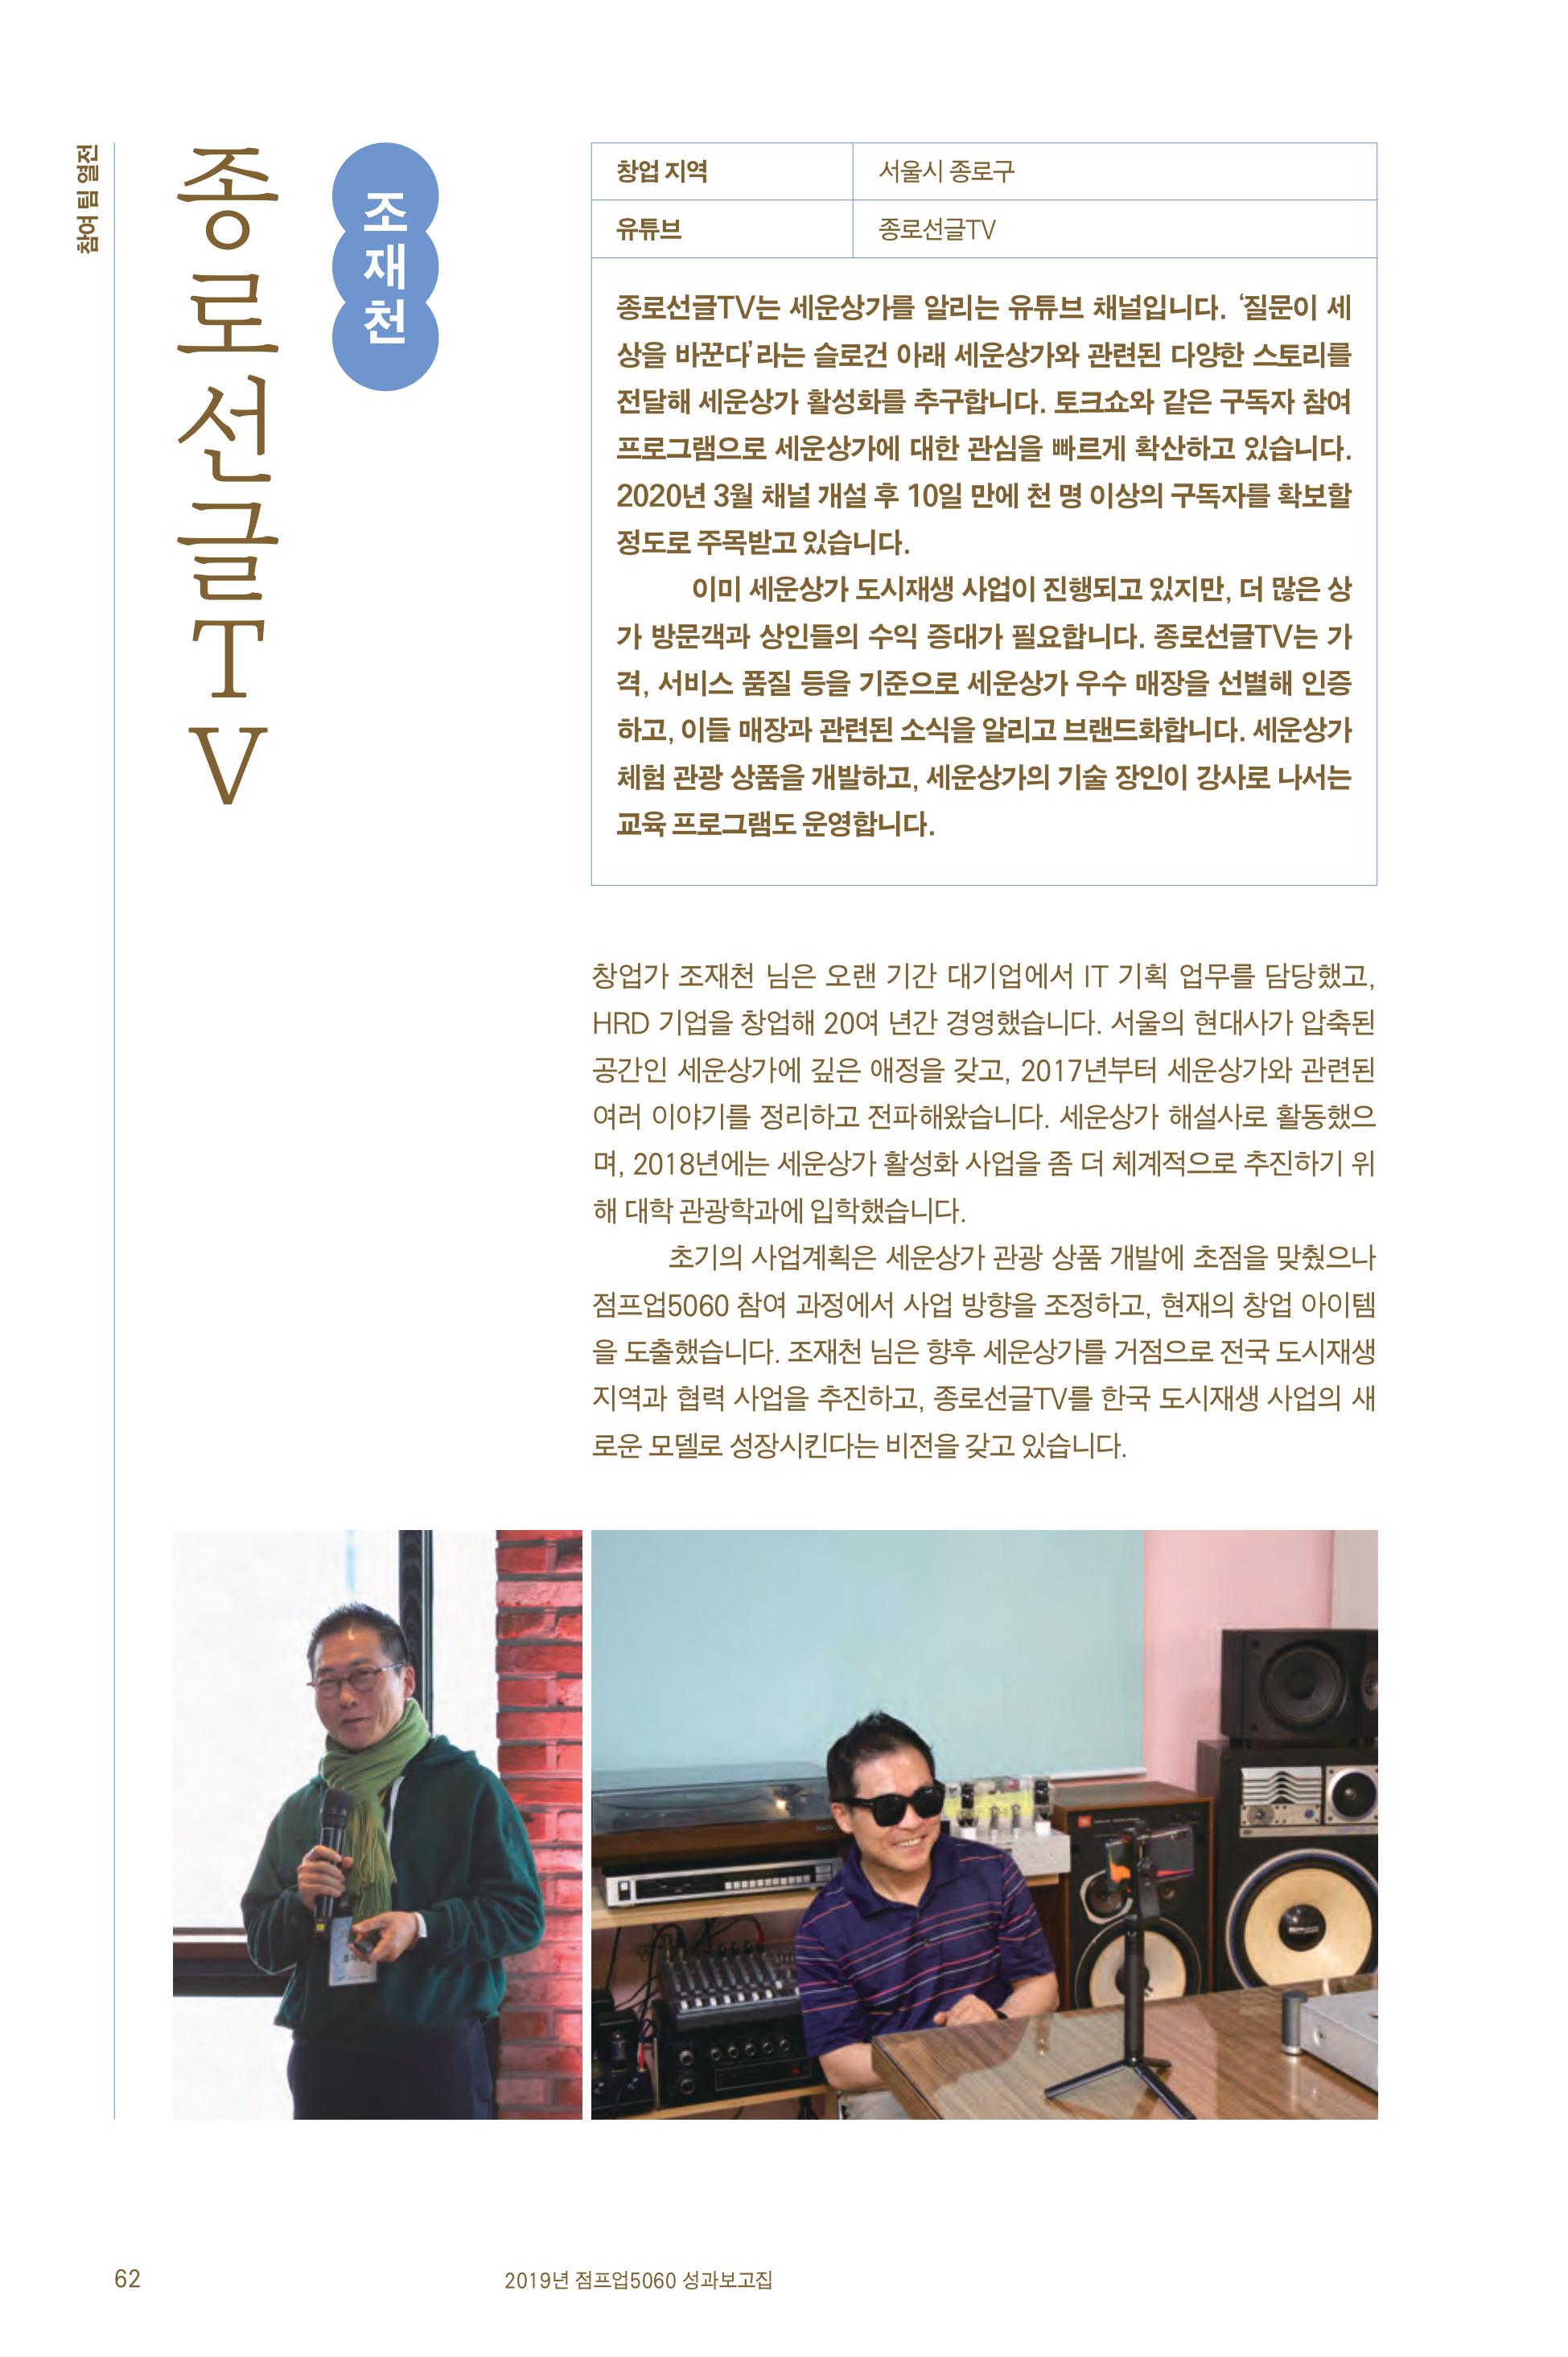 참여 팀 열전
종로선글TV
조재천
창업 지역
서울시 종로구
유튜브
종로선글TV
종로선글TV는 세운상가를 알리는 유튜브 채널입니다. ‘질문이 세
상을 바꾼다’라는 슬로건 아래 세운상가와 관련된 다양한 스토리를
전달해 세운상가 활성화를 추구합니다. 토크쇼와 같은 구독자 참여
프로그램으로 세운상가에 대한 관심을 빠르게 확산하고 있습니다.
2020년 3월 채널 개설 후 10일 만에 천 명 이상의 구독자를 확보할
정도로 주목받고 있습니다.
이미 세운상가 도시재생 사업이 진행되고 있지만, 더 많은 상
가 방문객과 상인들의 수익 증대가 필요합니다. 종로선글TV는 가
격, 서비스 품질 등을 기준으로 세운상가 우수 매장을 선별해 인증
하고, 이들 매장과 관련된 소식을 알리고 브랜드화합니다. 세운상가
체험 관광 상품을 개발하고, 세운상가의 기술 장인이 강사로 나서는
교육 프로그램도 운영합니다.
창업가 조재천 님은 오랜 기간 대기업에서 IT 기획 업무를 담당했고,
HRD 기업을 창업해 20여 년간 경영했습니다. 서울의 현대사가 압축된
공간인 세운상가에 깊은 애정을 갖고, 2017년부터 세운상가와 관련된
여러 이야기를 정리하고 전파해왔습니다. 세운상가 해설사로 활동했으
며, 2018년에는 세운상가 활성화 사업을 좀 더 체계적으로 추진하기 위
해 대학 관광학과에 입학했습니다.
초기의 사업계획은 세운상가 관광 상품 개발에 초점을 맞췄으나
점프업5060 참여 과정에서 사업 방향을 조정하고, 현재의 창업 아이템
을 도출했습니다. 조재천 님은 향후 세운상가를 거점으로 전국 도시재생
지역과 협력 사업을 추진하고, 종로선글TV를 한국 도시재생 사업의 새
로운 모델로 성장시킨다는 비전을 갖고 있습니다.
62
2019년 점프업5060 성과보고집